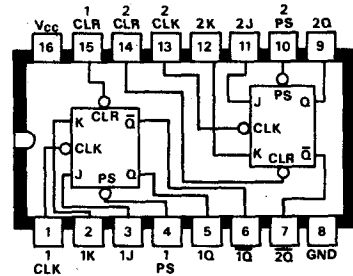 1 2 2 2
VCC CLR CLR CLK 2K 2J PS 2Q
16 15 14 13 12 11 10 9
PS
J Q
CLR
K Q̅ CLK
CLK
K Q̅
J PS Q CLR
1 2 3 4 5 6 7 8
1 1K 1J 1 1Q 1Q̅ 2Q̅ GND
CLK PS